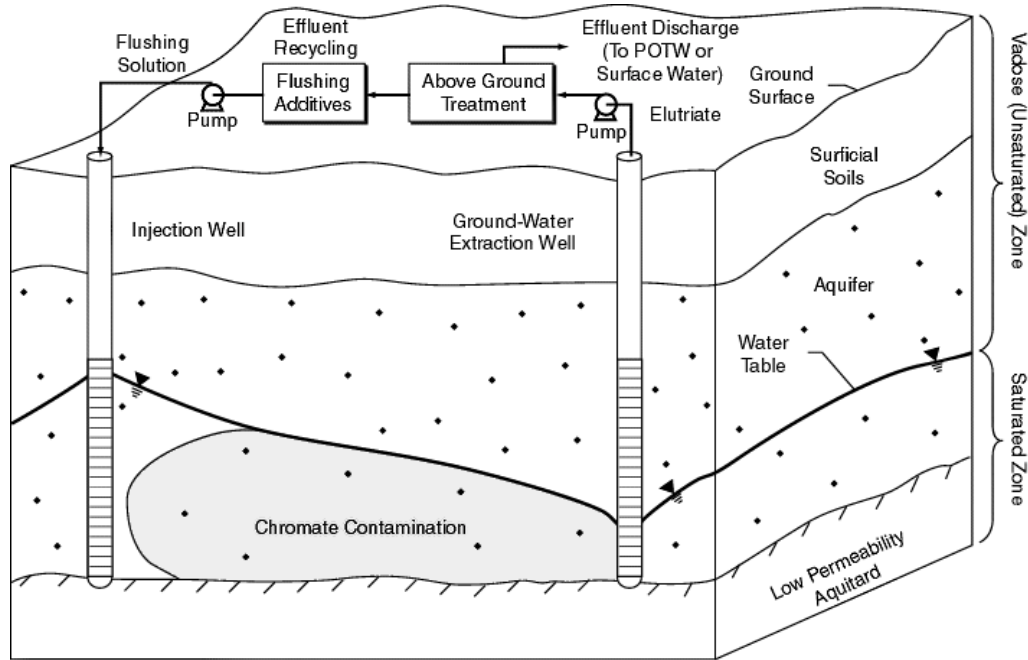 Flushing
Solution
Effluent
Recycling
Effluent Discharge
(To POTW or
Surface Water)
Flushing
Additives
Above Ground
Treatment
Pump
Pump
Elutriate
Ground
Surface
Surficial
Soils
Injection Well
Ground-Water
Extraction Well
Aquifer
Water
Table
Chromate Contamination
Low Permeability
Aquitard
Vadose (Unsaturated) Zone
Saturated Zone